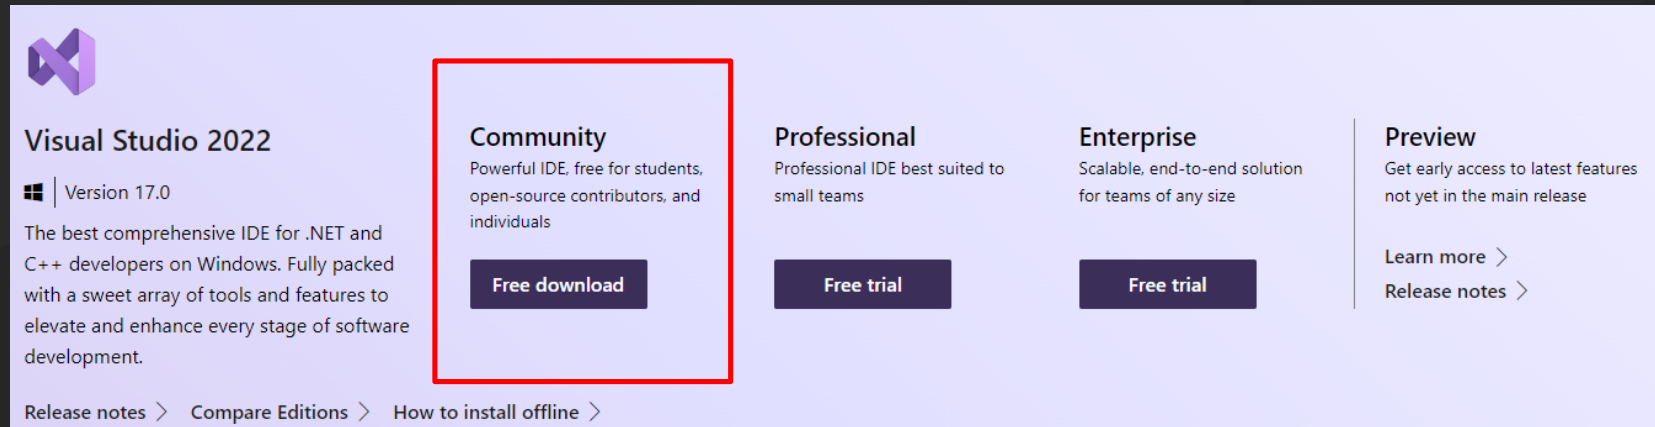 Visual Studio 2022
Version 17.0
The best comprehensive IDE for .NET and
C++ developers on Windows. Fully packed
with a sweet array of tools and features to
elevate and enhance every stage of software
development.
Community
Powerful IDE, free for students,
open-source contributors, and
individuals
Free download
Professional
Professional IDE best suited to
small teams
Free trial
Enterprise
Scalable, end-to-end solution
for teams of any size
Free trial
Preview
Get early access to latest features
not yet in the main release
Learn more
Release notes
Release notes
Compare Editions
How to install offline